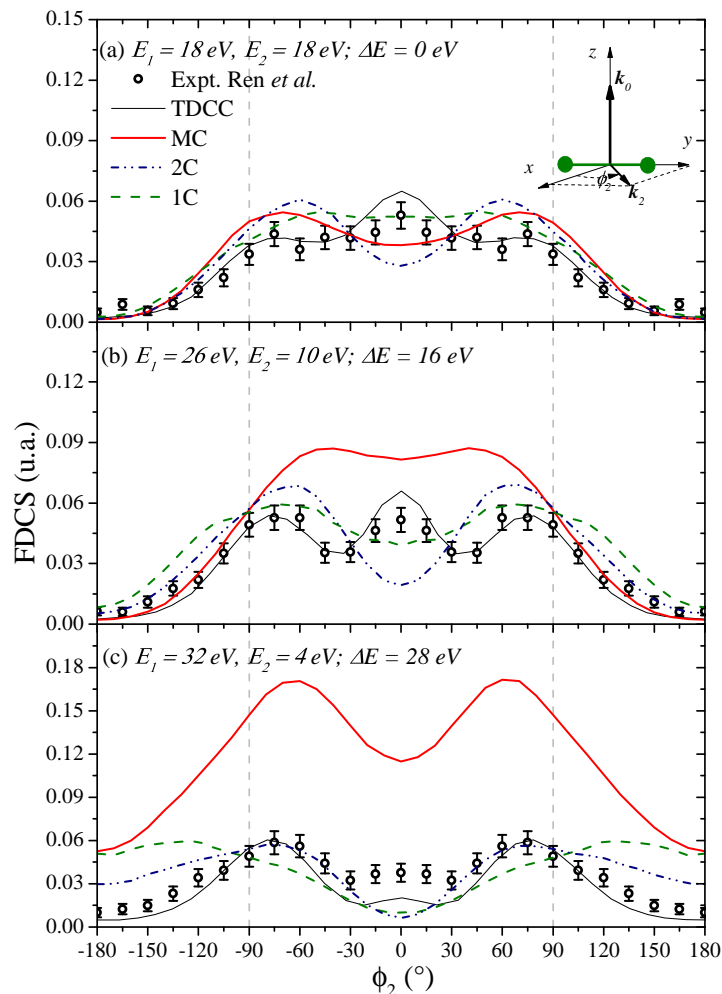 (a) E₁ = 18 eV, E₂ = 18 eV; ΔE = 0 eV
Expt. Ren et al.
TDCC
MC
2C
1C
z
k₀
x
y
ϕ₂
k₂
0.15
0.12
0.09
0.06
0.03
0.00
(b) E₁ = 26 eV, E₂ = 10 eV; ΔE = 16 eV
0.12
0.09
0.06
0.03
0.00
FDCS (u.a.)
(c) E₁ = 32 eV, E₂ = 4 eV; ΔE = 28 eV
0.18
0.15
0.12
0.09
0.06
0.03
0.00
-180 -150 -120 -90 -60 -30 0 30 60 90 120 150 180
ϕ₂ (°)